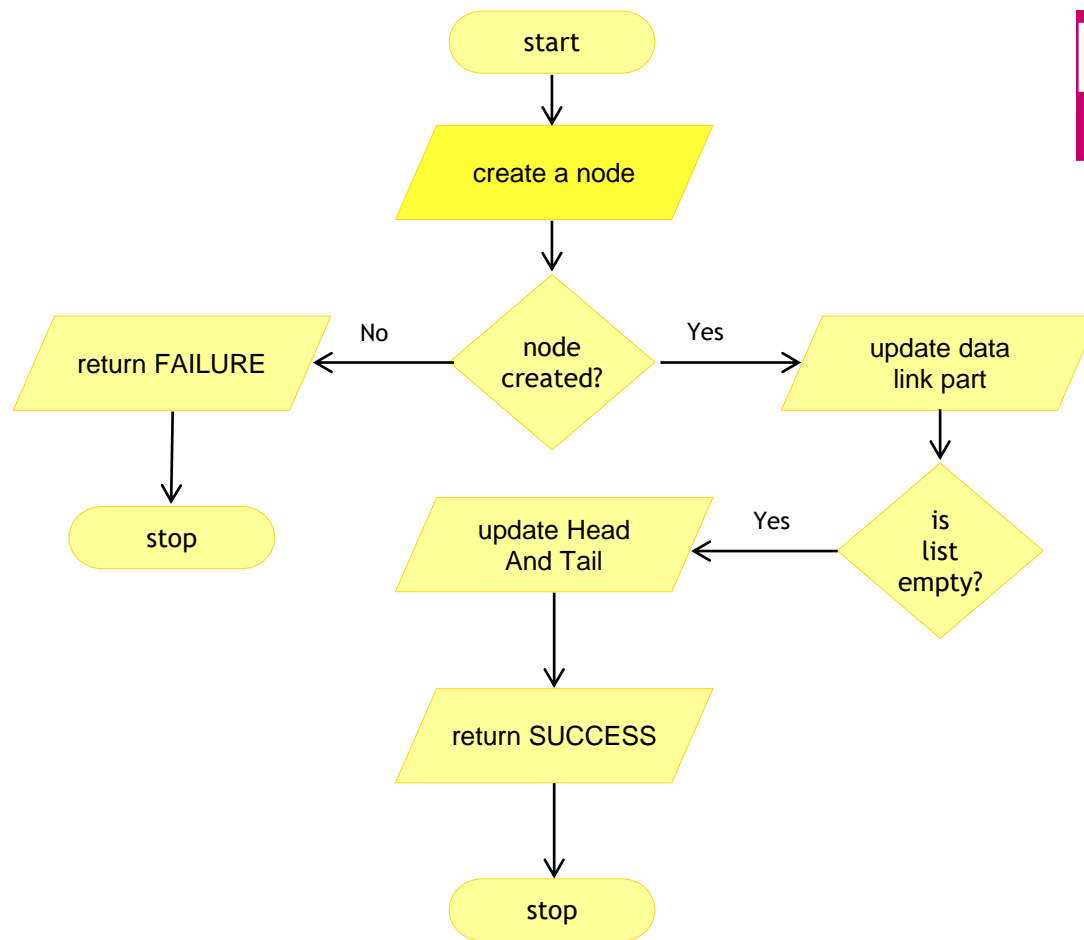 start
create a node
No
node
created?
Yes
return FAILURE
update data
link part
stop
update Head
And Tail
Yes
is
list
empty?
return SUCCESS
stop